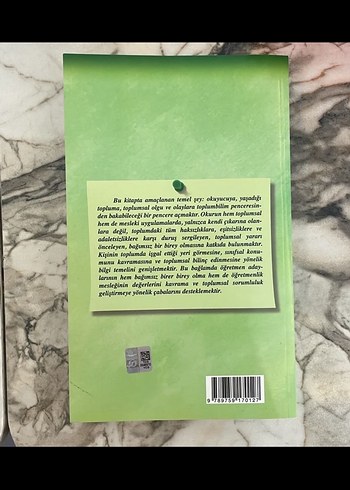 Bu kitapta amaçlanan temel şey: okuyucuya, yaşadığı
topluma, toplumsal olgu ve olaylara toplumbilim penceresin-
den bakabileceği bir pencere açmaktır. Okurun hem toplumsal
hem de mesleki uygulamalarda, yalnızca kendi çıkarına olan-
lara değil, toplumdaki tüm haksızlıklara, eşitsizliklere ve
adaletsizliklere karşı duruş sergileyen, toplumsal yararı
önceleyen, bağımsız bir birey olmasına katkıda bulunmaktır.
Kişinin toplumda işgal ettiği yeri görmesine, sınıfsal konu-
munu kavramasına ve toplumsal bilinç edinmesine yönelik
bilgi temelini genişletmektir. Bu bağlamda öğretmen aday-
larının hem bağımsız birer birey olma hem de öğretmenlik
mesleğinin değerlerini kavrama ve toplumsal sorumluluk
geliştirmeye yönelik çabalarını desteklemektir.
9 789759 170127